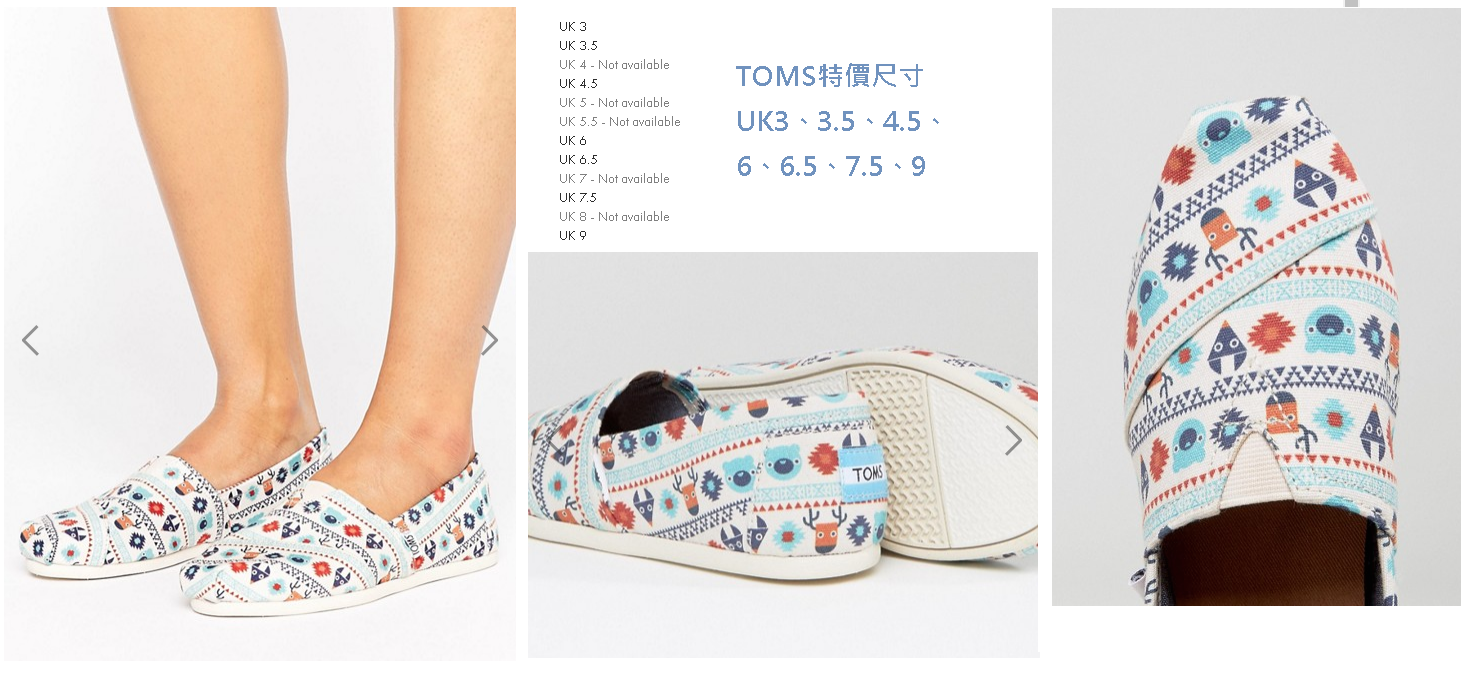 UK 3
UK 3.5
UK 4 - Not available
UK 4.5
UK 5 - Not available
UK 5.5 - Not available
UK 6
UK 6.5
UK 7 - Not available
UK 7.5
UK 8 - Not available
UK 9
TOMS特價尺寸
UK3、3.5、4.5、
6、6.5、7.5、9
TOMS
TOMS